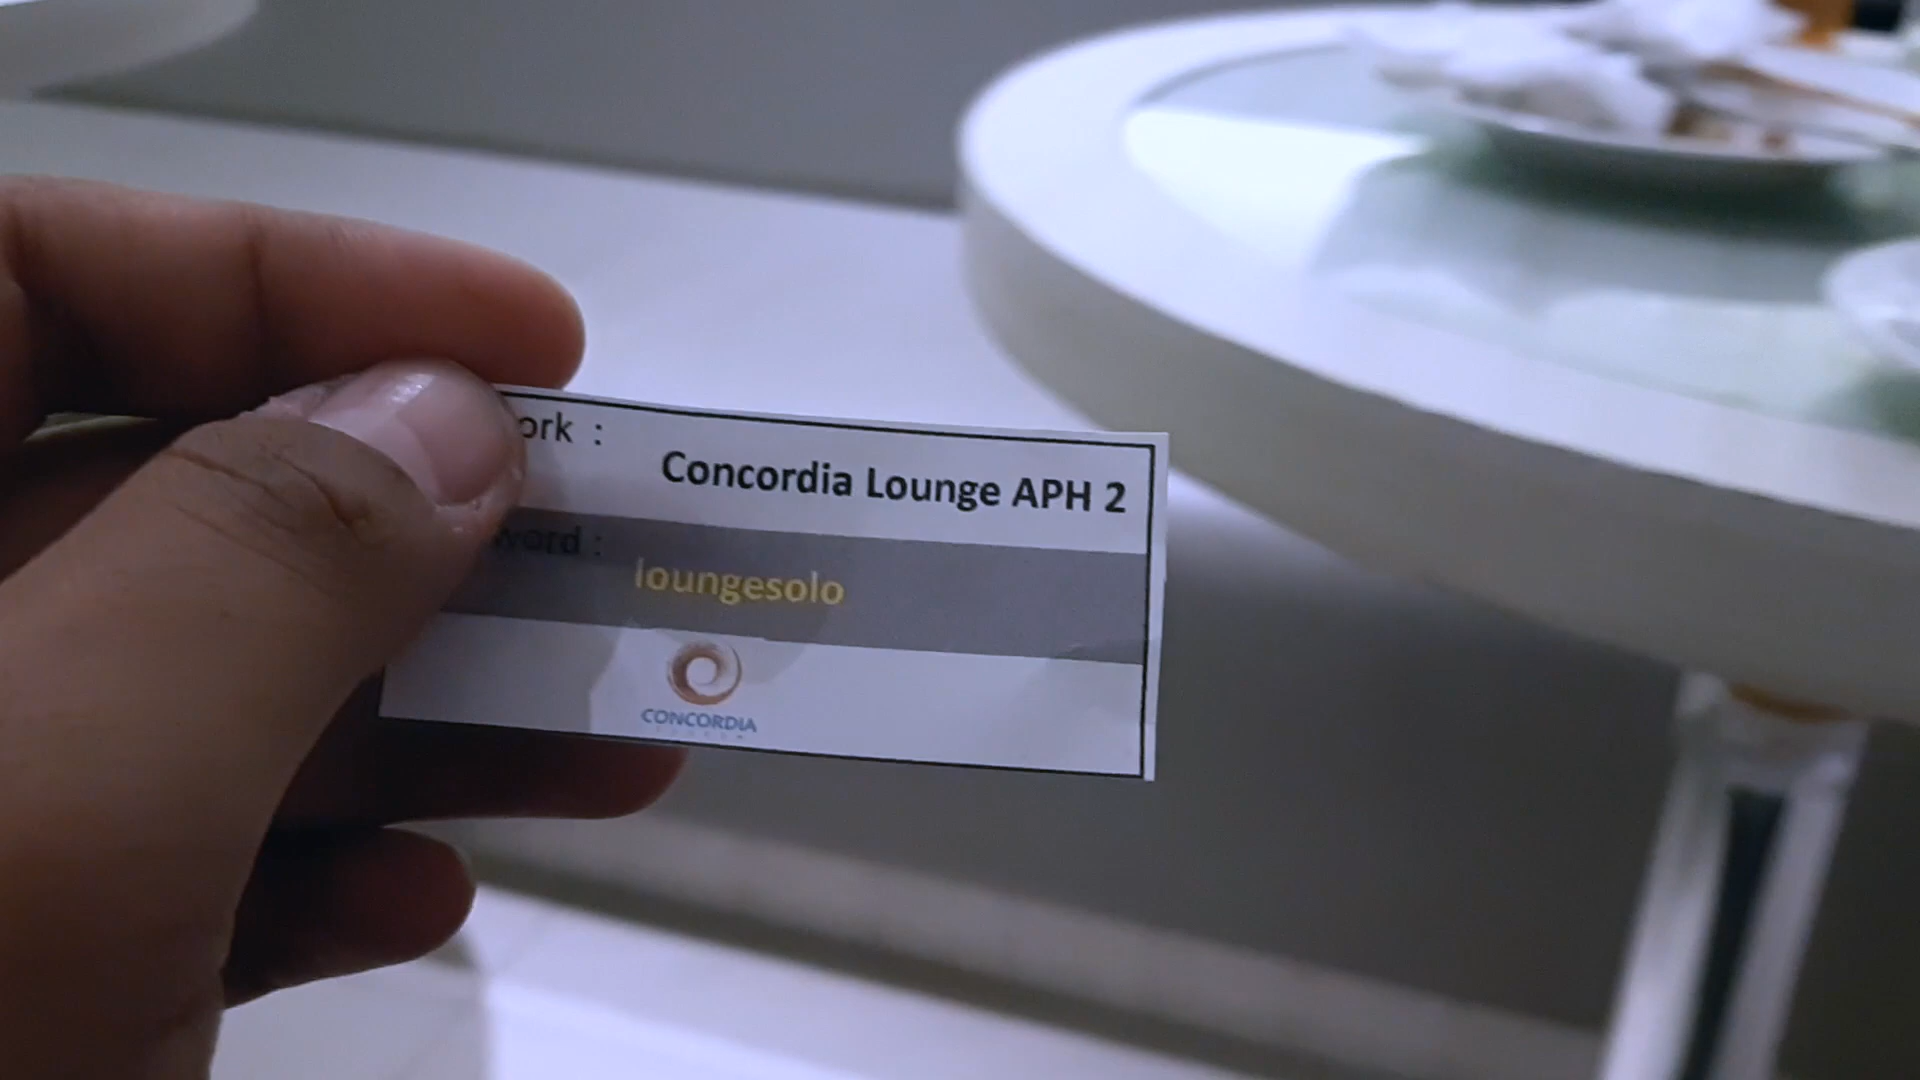 ork :
Concordia Lounge APH 2
word :
loungesolo
CONCORDIA